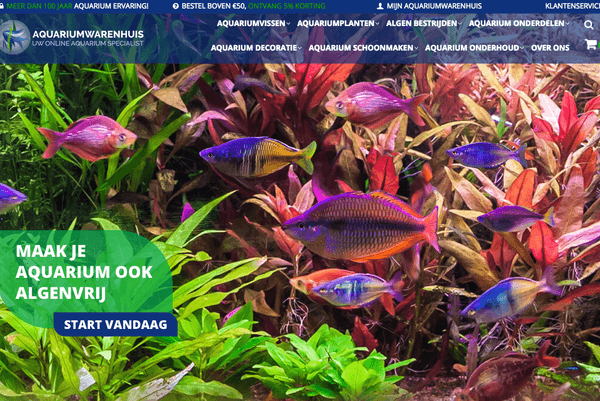 MEER DAN 100 JAAR AQUARIUM ERVARING!
BESTEL BOVEN €50, ONTVANG 5% KORTING
MIJN AQUARIUMWARENHUIS
KLANTENSERVICE
AQUARIUMWARENHUIS
UW ONLINE AQUARIUM SPECIALIST
AQUARIUMVISSEN AQUARIUMPLANTEN ALGEN BESTRIJDEN AQUARIUM ONDERDELEN
AQUARIUM DECORATIE AQUARIUM SCHOONMAKEN AQUARIUM ONDERHOUD OVER ONS
MAAK JE
AQUARIUM OOK
ALGENVRIJ
START VANDAAG